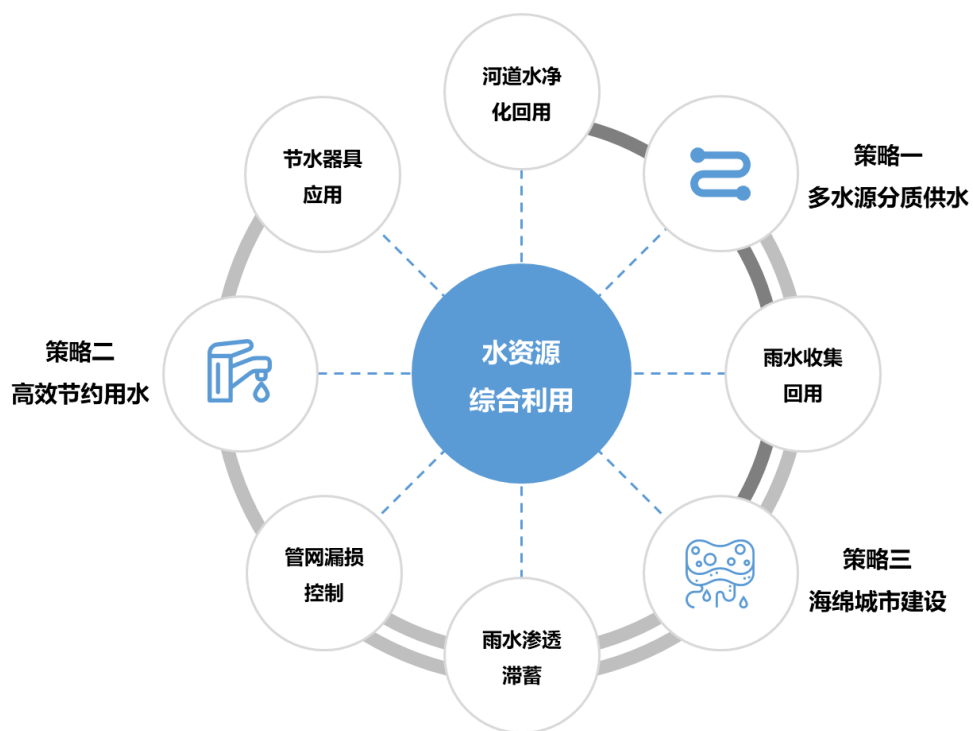 河道水净
化回用
节水器具
应用
策略一
多水源分质供水
策略二
高效节约用水
水资源
综合利用
雨水收集
回用
管网漏损
控制
雨水渗透
滞蓄
策略三
海绵城市建设